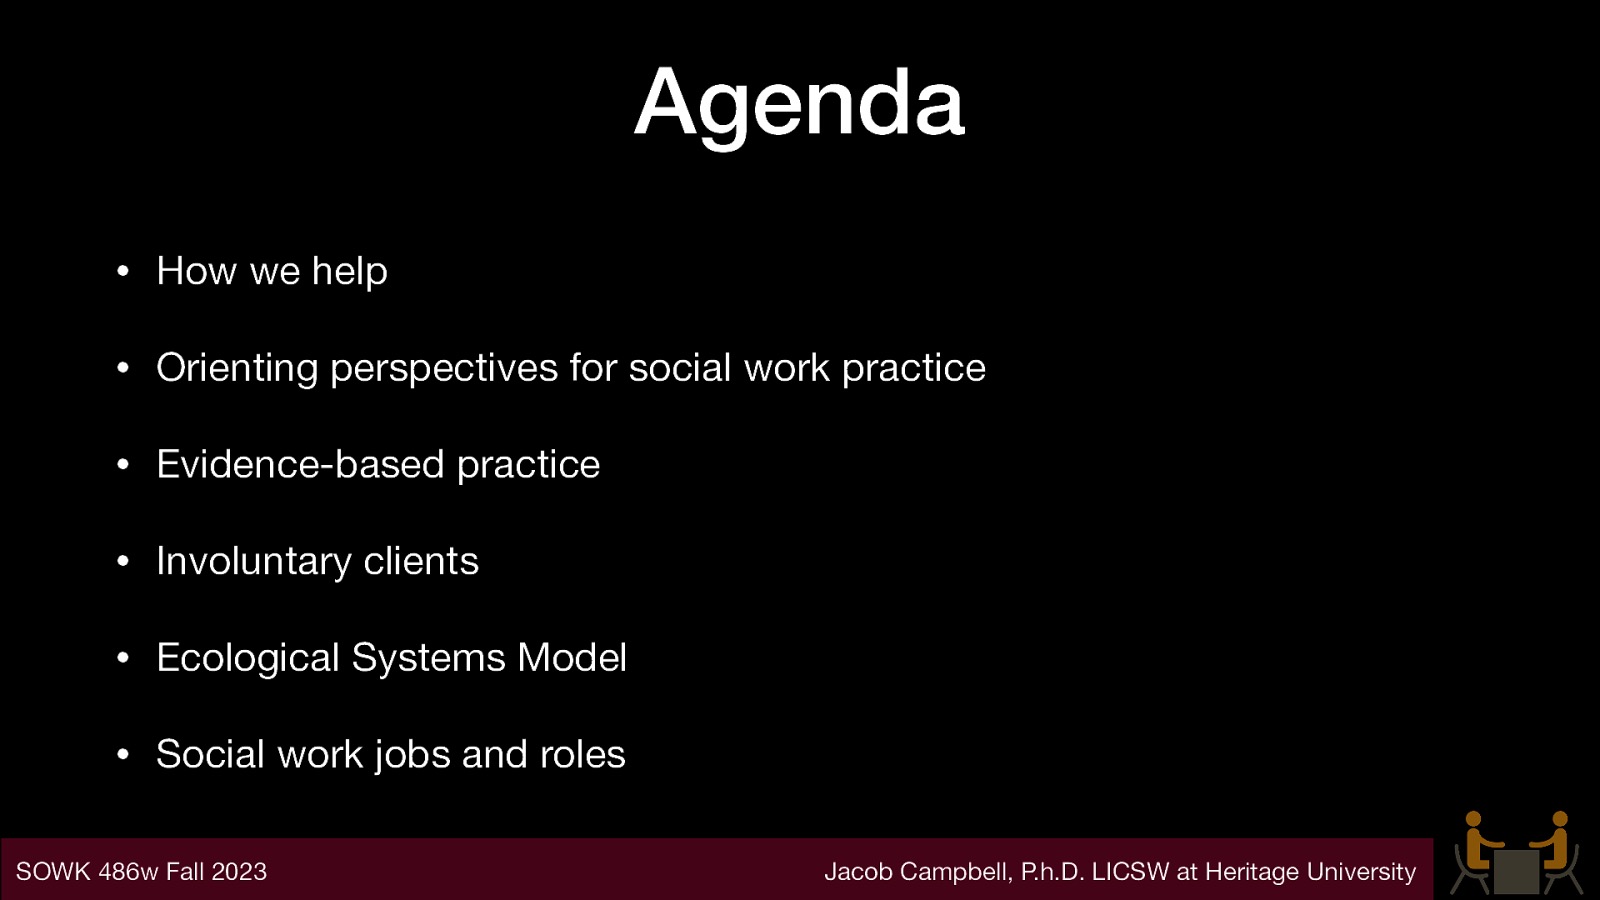 Agenda
• How we help
• Orienting perspectives for social work practice
• Evidence-based practice
• Involuntary clients
• Ecological Systems Model
• Social work jobs and roles
SOWK 486w Fall 2023
Jacob Campbell, P.h.D. LICSW at Heritage University